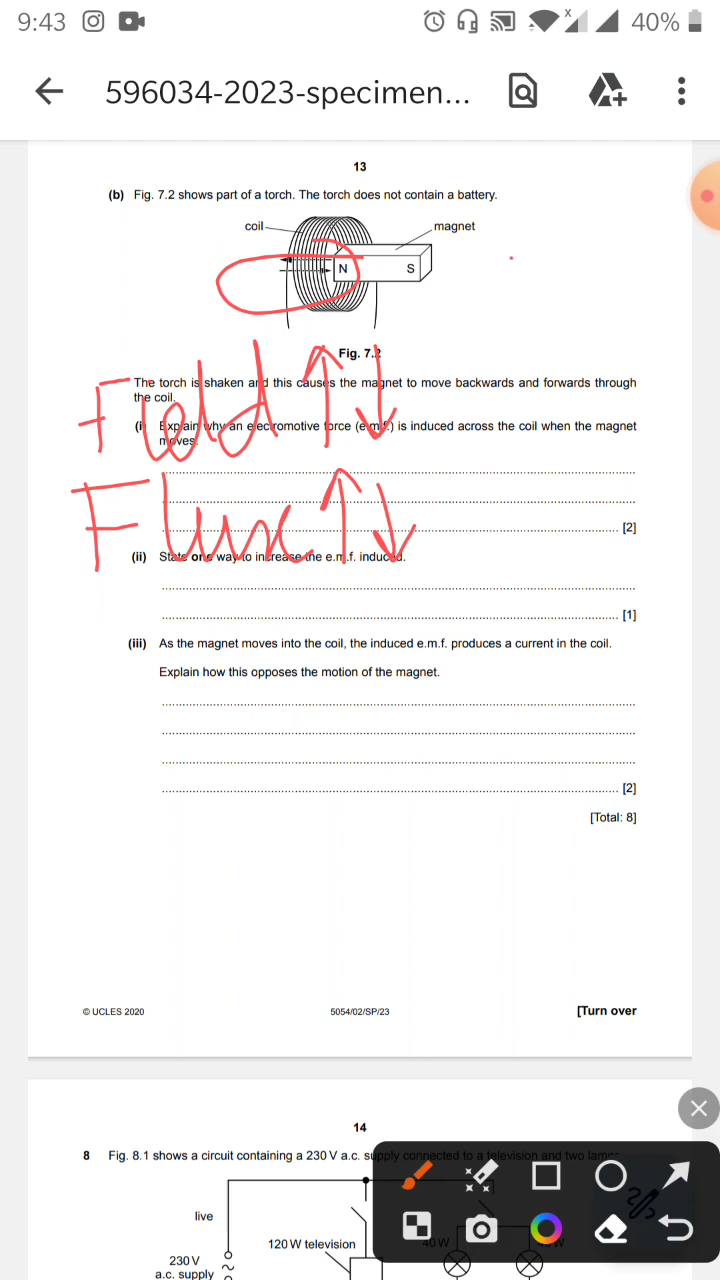 9:43
40%
596034-2023-specimen...
13
(b) Fig. 7.2 shows part of a torch. The torch does not contain a battery.
coil
magnet
N
S
Fig. 7.2
The torch is shaken and this causes the magnet to move backwards and forwards through
the coil.
Field ↑↓
(i) Explain why an electromotive force (e.m.f.) is induced across the coil when the magnet
moves.
Flux ↑↓
[2]
(ii) State one way to increase the e.m.f. induced.
[1]
(iii) As the magnet moves into the coil, the induced e.m.f. produces a current in the coil.
Explain how this opposes the motion of the magnet.
[2]
[Total: 8]
© UCLES 2020
5054/02/SP/23
[Turn over
14
8 Fig. 8.1 shows a circuit containing a 230 V a.c. supply connected to a television and two lamps
live
120 W television
40 W
W
230 V
a.c. supply